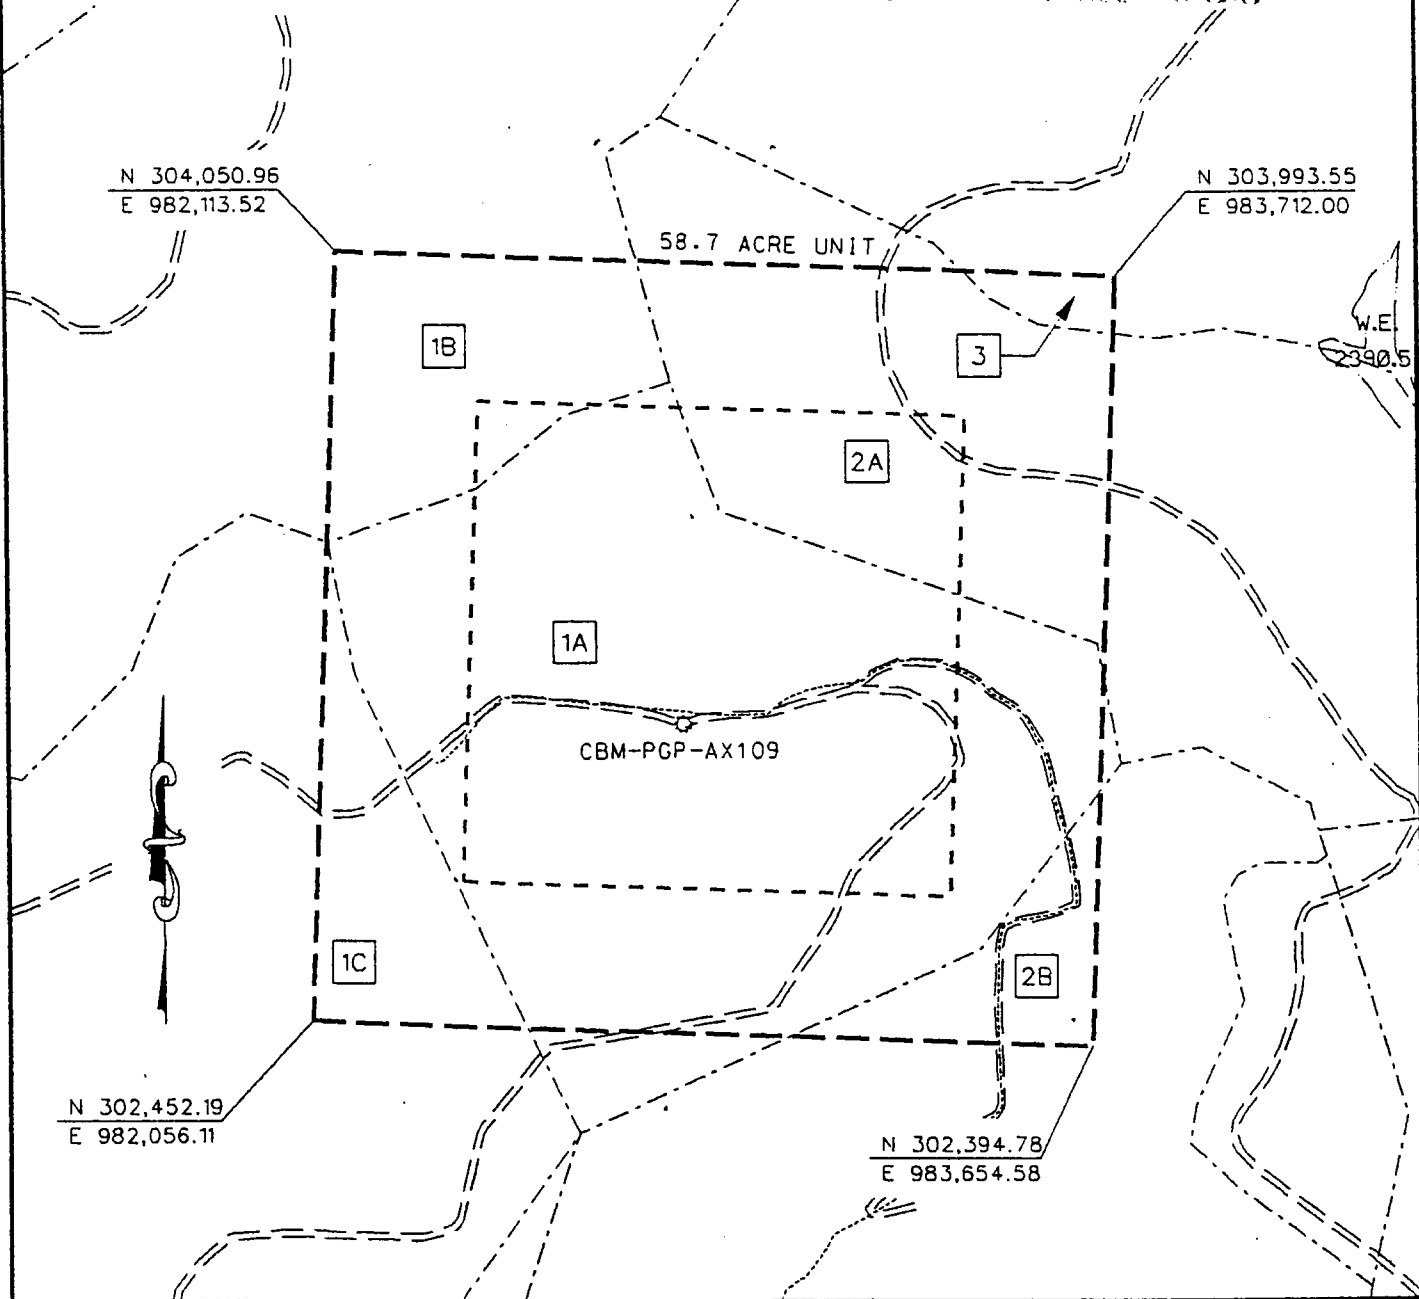 N 304,050.96
E 982,113.52
N 303,993.55
E 983,712.00
58.7 ACRE UNIT
1B
3
W.E.
2390.5
2A
1A
CBM-PGP-AX109
1C
2B
N 302,452.19
E 982,056.11
N 302,394.78
E 983,654.58